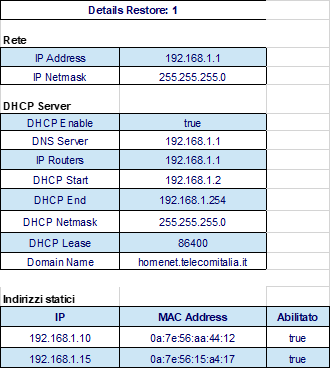 Details Restore: 1
Rete
IP Address 192.168.1.1
IP Netmask 255.255.255.0
DHCP Server
DHCP Enable true
DNS Server 192.168.1.1
IP Routers 192.168.1.1
DHCP Start 192.168.1.2
DHCP End 192.168.1.254
DHCP Netmask 255.255.255.0
DHCP Lease 86400
Domain Name homenet.telecomitalia.it
Indirizzi statici
IP MAC Address Abilitato
192.168.1.10 0a:7e:56:aa:44:12 true
192.168.1.15 0a:7e:56:15:a4:17 true